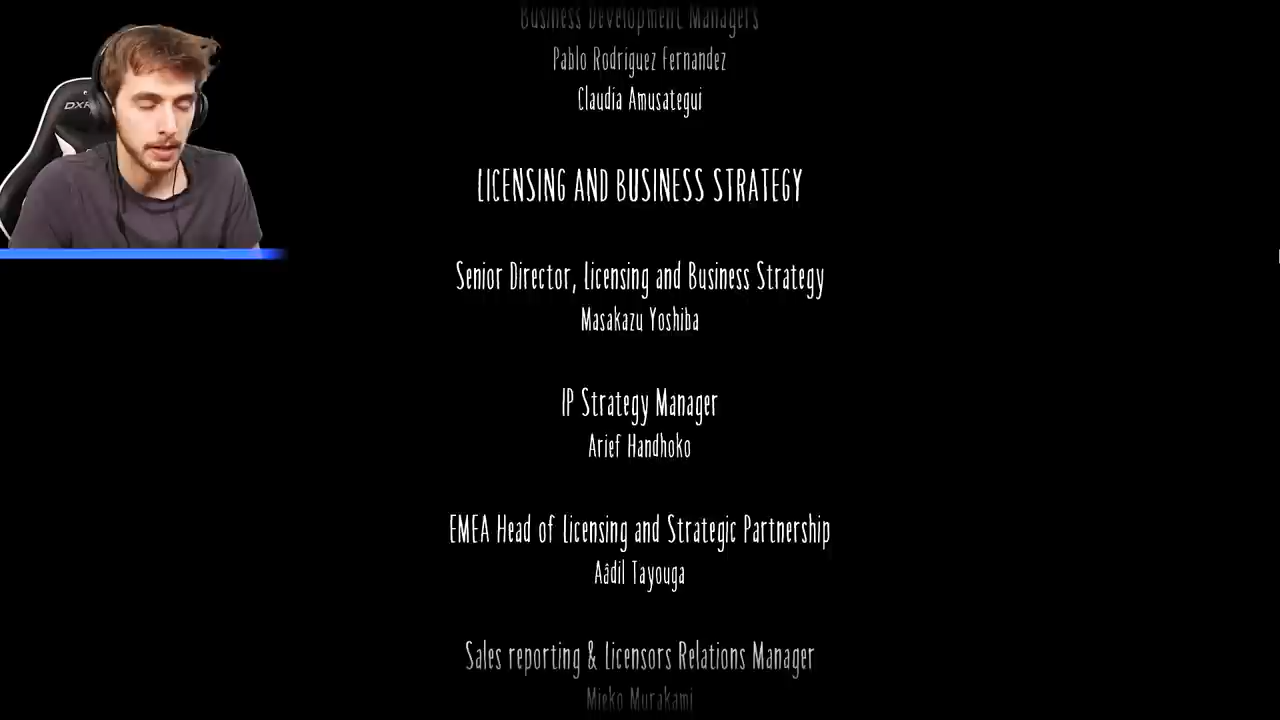 Business Development Managers
Pablo Rodriguez Fernandez
Claudia Amusategui
LICENSING AND BUSINESS STRATEGY
Senior Director, Licensing and Business Strategy
Masakazu Yoshiba
IP Strategy Manager
Arief Handhoko
EMEA Head of Licensing and Strategic Partnership
Aâdil Tayouga
Sales reporting & Licensors Relations Manager
Mieko Murakami